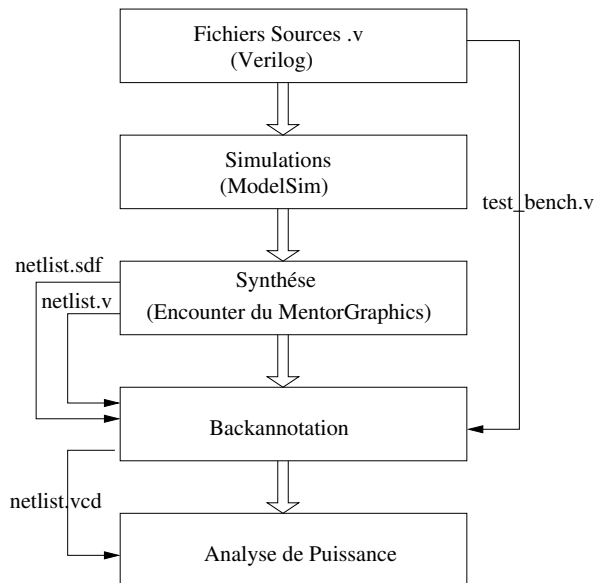 Fichiers Sources .v
(Verilog)
Simulations
(ModelSim)
test_bench.v
netlist.sdf
netlist.v
Synthése
(Encounter du MentorGraphics)
Backannotation
netlist.vcd
Analyse de Puissance